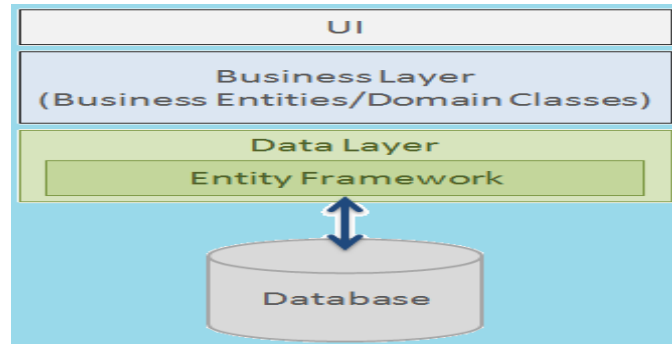 UI
Business Layer
(Business Entities/Domain Classes)
Data Layer
Entity Framework
Database